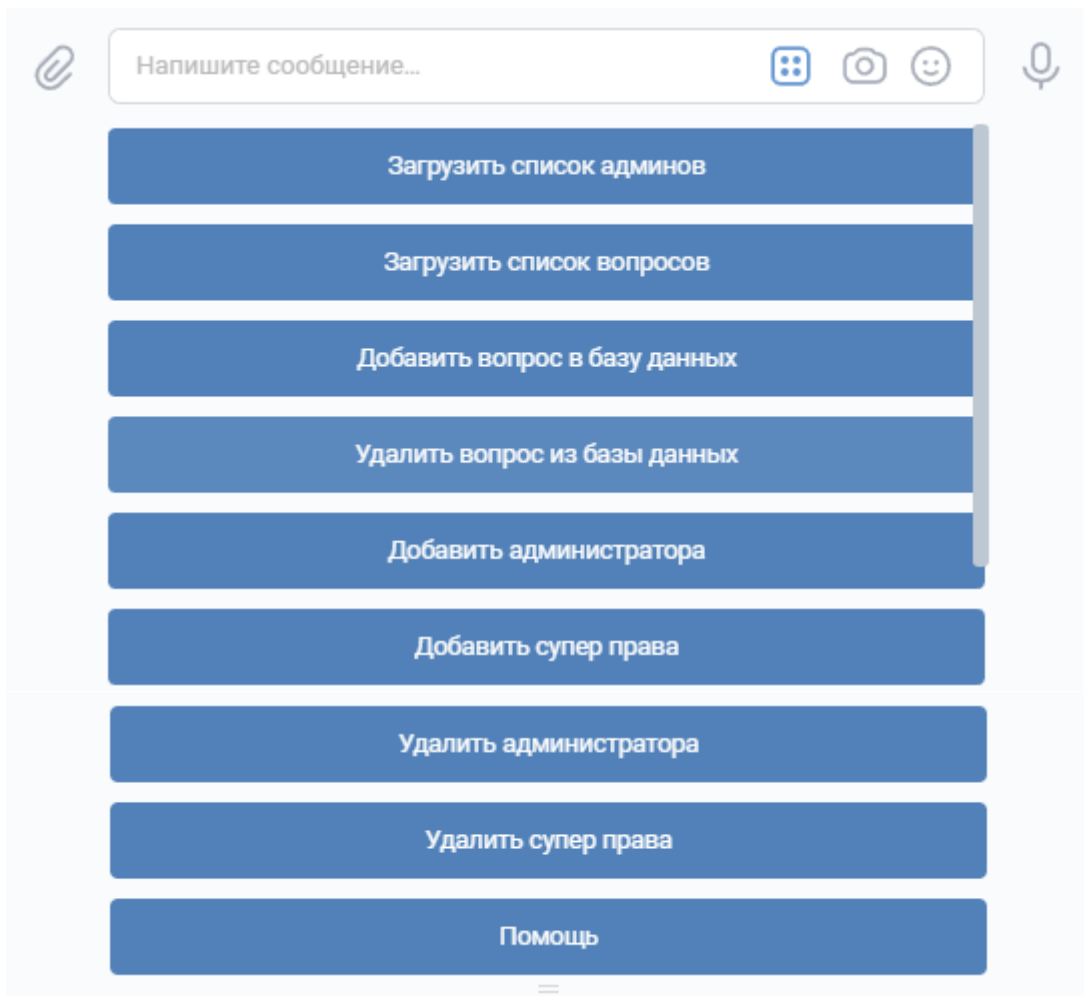 Напишите сообщение...
Загрузить список админов
Загрузить список вопросов
Добавить вопрос в базу данных
Удалить вопрос из базы данных
Добавить администратора
Добавить супер права
Удалить администратора
Удалить супер права
Помощь